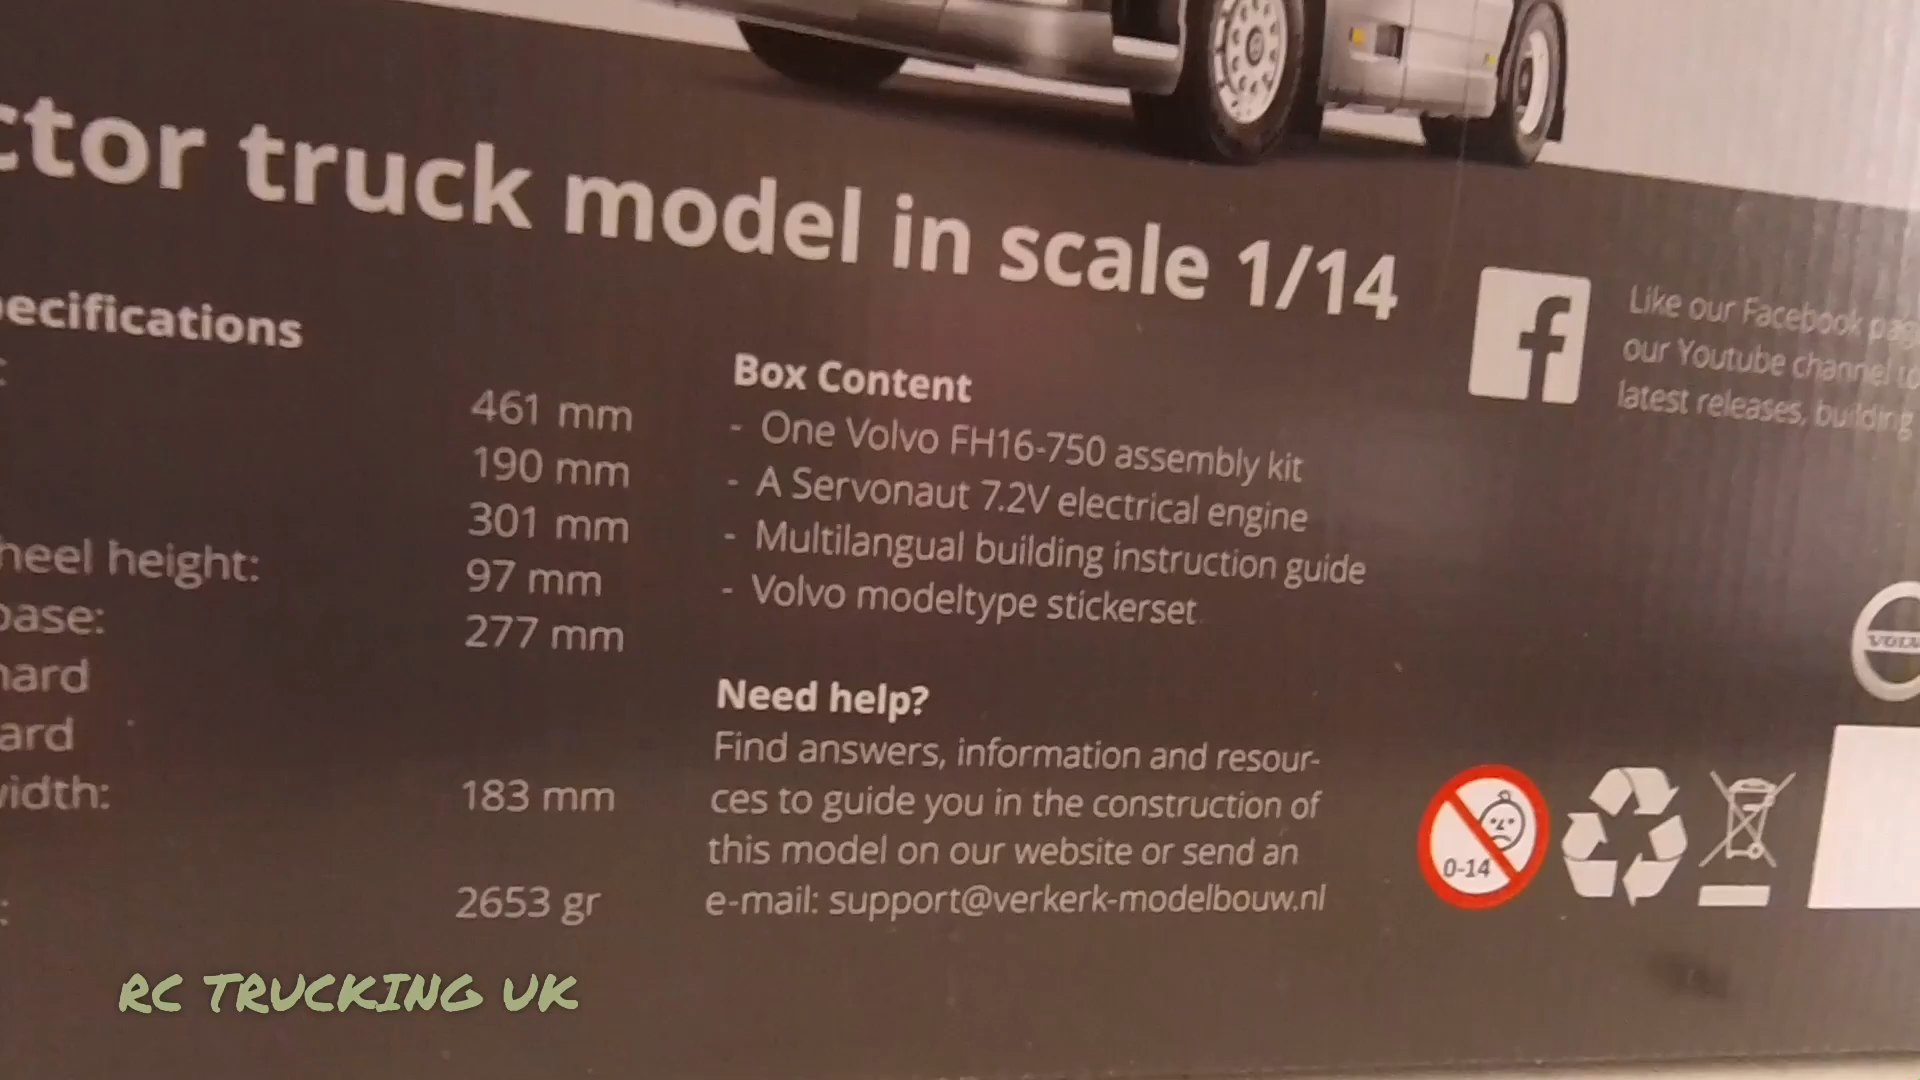 ctor truck model in scale 1/14
ecifications
:
461 mm
190 mm
301 mm
heel height: 97 mm
base: 277 mm
ard
ard
idth: 183 mm
: 2653 gr
Box Content
- One Volvo FH16-750 assembly kit
- A Servonaut 7.2V electrical engine
- Multilangual building instruction guide
- Volvo modeltype stickerset
Need help?
Find answers, information and resour-
ces to guide you in the construction of
this model on our website or send an
e-mail: support@verkerk-modelbouw.nl
f
Like our Facebook pag
our Youtube channel to
latest releases, building
VOLV
0-14
RC TRUCKING UK